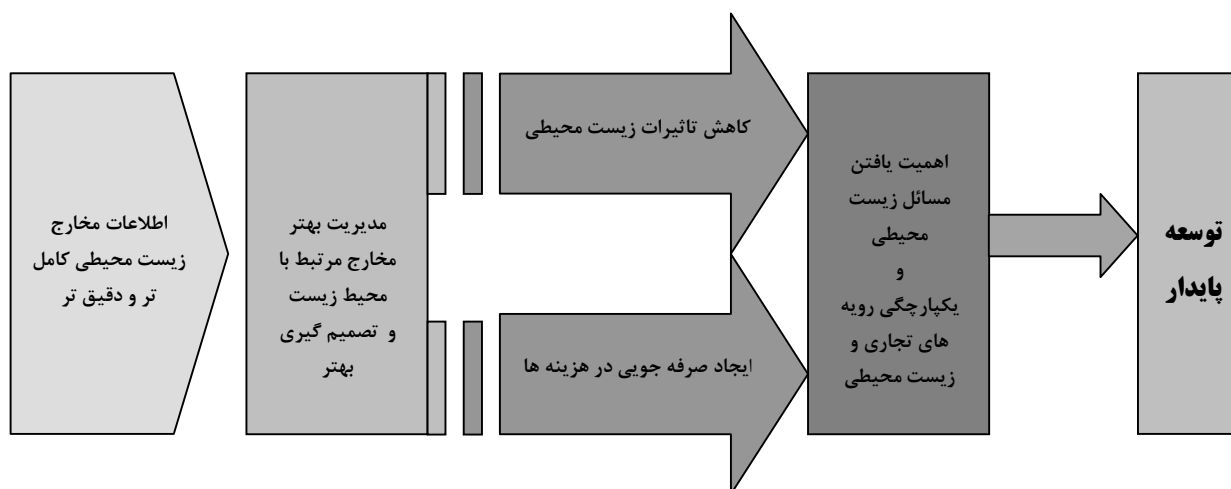 اطلاعات مخارج
زیست محیطی کامل
تر و دقیق تر
مدیریت بهتر
مخارج مرتبط با
محیط زیست
و تصمیم گیری
بهتر
کاهش تاثیرات زیست محیطی
ایجاد صرفه جویی در هزینه ها
اهمیت یافتن
مسائل زیست
محیطی
و
یکپارچگی رویه
های تجاری و
زیست محیطی
توسعه
پایدار